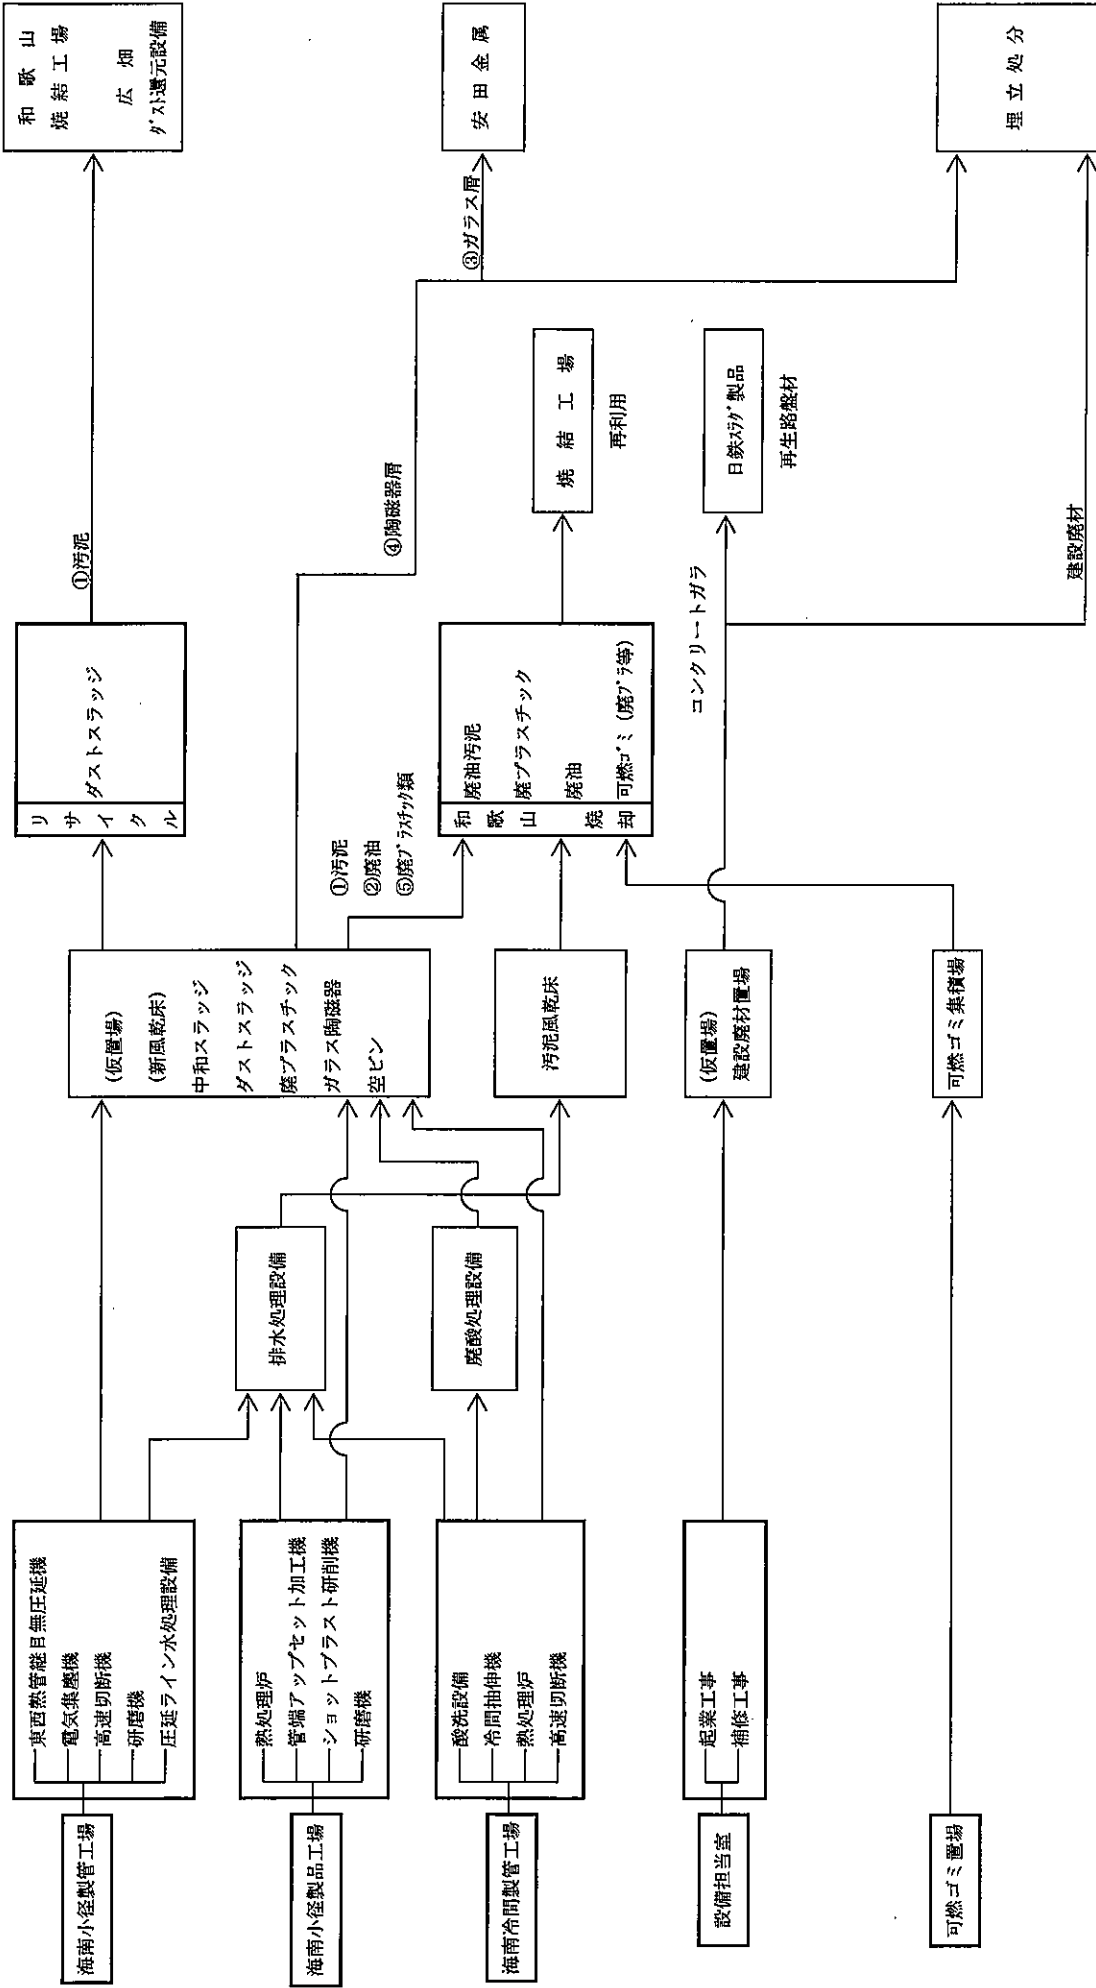 海南小径製管工場
東西熱管継目無圧延機
電気集塵機
高速切断機
研磨機
圧延ライン水処理設備
海南小径製品工場
熱処理炉
管端アップセット加工機
ショットブラスト研削機
研磨機
海南冷間製管工場
酸洗設備
冷間抽伸機
熱処理炉
高速切断機
設備担当室
起業工事
補修工事
可燃ゴミ置場
排水処理設備
廃酸処理設備
(仮置場)
(新風乾床)
中和スラッジ
ダストスラッジ
廃プラスチック
ガラス陶磁器
空ビン
汚泥風乾床
(仮置場)
建設廃材置場
可燃ゴミ集積場
リサイクル
ダストスラッジ
①汚泥
②廃油
⑤廃プラスチック類
和歌山焼却
廃油汚泥
廃プラスチック
廃油
可燃ゴミ(廃プラ等)
①汚泥
④陶磁器屑
③ガラス屑
コンクリートガラ
建設廃材
焼結工場
再利用
日鉄スラグ製品
再生路盤材
和歌山
焼結工場
広畑
ダスト還元設備
安田金属
埋立処分